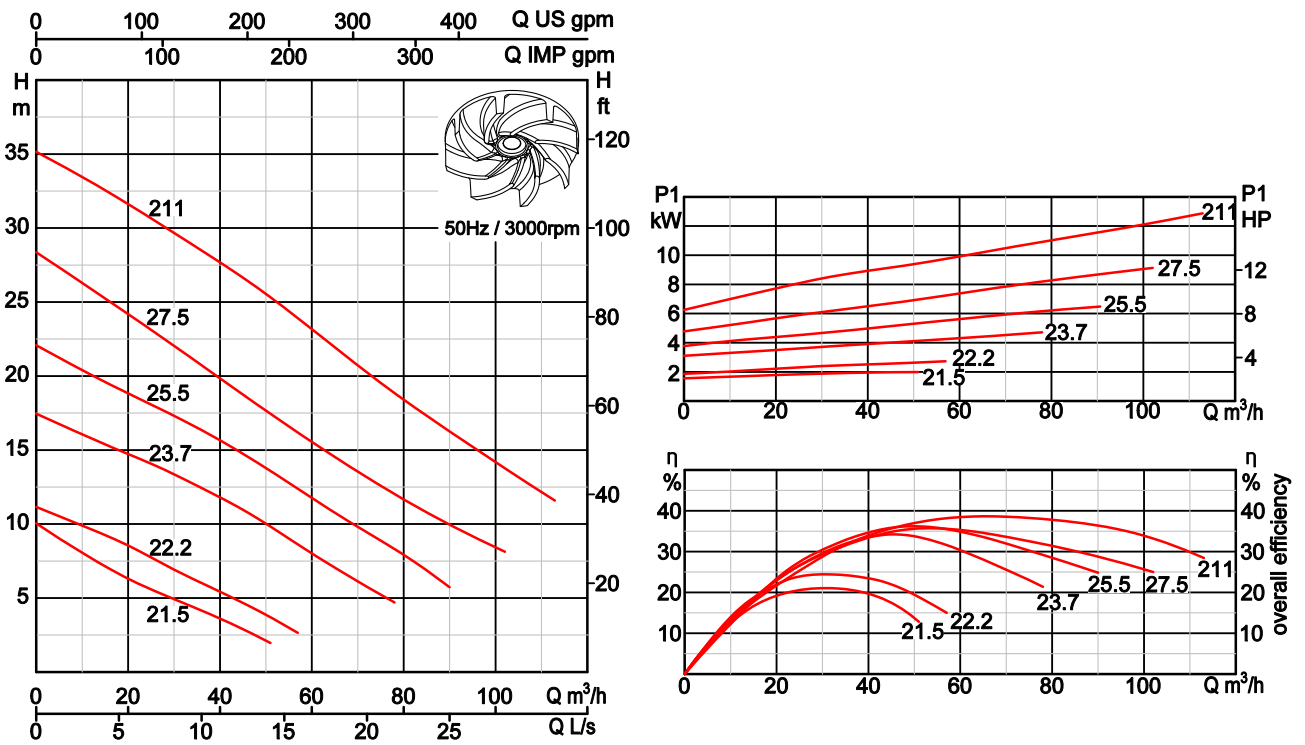 0 100 200 300 400 Q US gpm
0 100 200 300 Q IMP gpm
H
m
H
ft
35
30
25
20
15
10
5
120
100
80
60
40
20
211
27.5
25.5
23.7
22.2
21.5
50Hz / 3000rpm
0 20 40 60 80 100 Q m³/h
0 5 10 15 20 25 Q L/s
P1
kW
P1
HP
10
8
6
4
2
12
8
4
211
27.5
25.5
23.7
22.2
21.5
0 20 40 60 80 100 Q m³/h
η
%
η
%
40
30
20
10
40
30
20
10
overall efficiency
211
27.5
25.5
23.7
22.2
21.5
0 20 40 60 80 100 Q m³/h